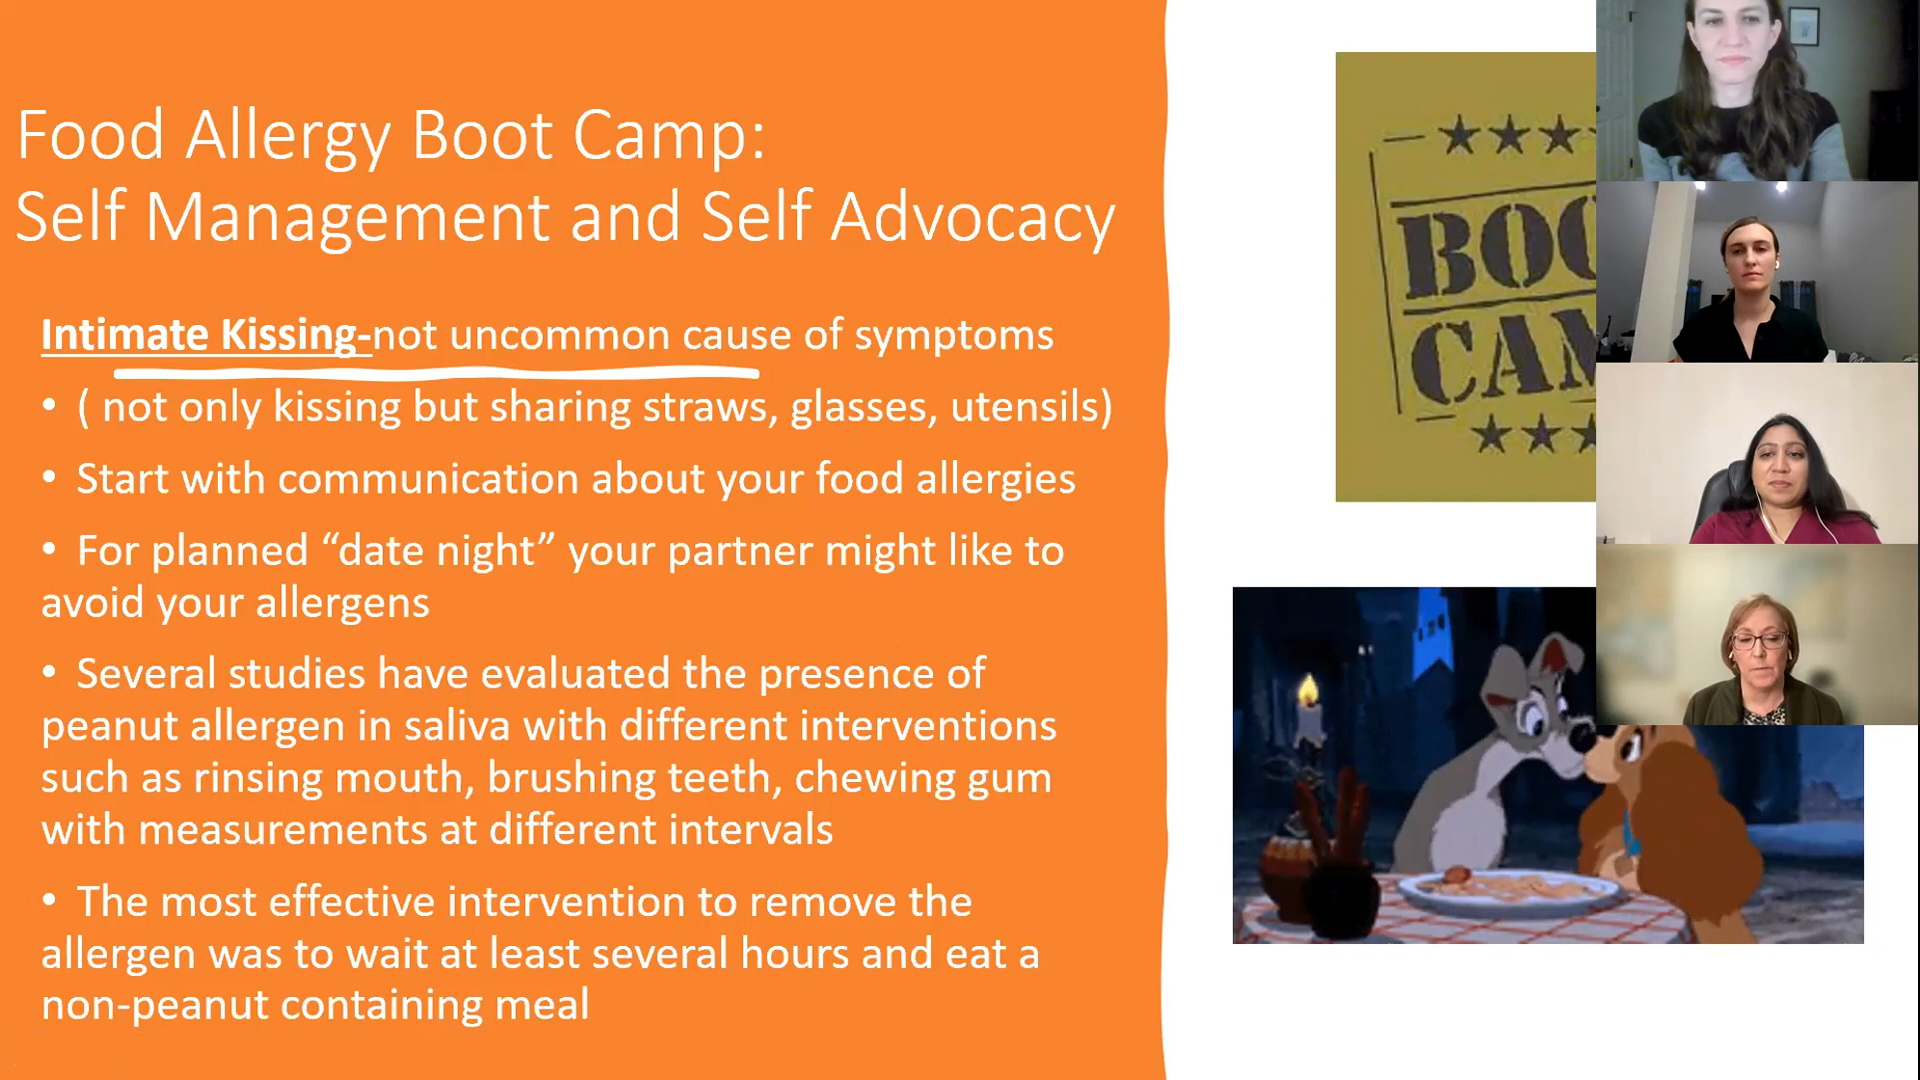 Food Allergy Boot Camp:
Self Management and Self Advocacy
Intimate Kissing-not uncommon cause of symptoms
• ( not only kissing but sharing straws, glasses, utensils)
• Start with communication about your food allergies
• For planned “date night” your partner might like to
avoid your allergens
• Several studies have evaluated the presence of
peanut allergen in saliva with different interventions
such as rinsing mouth, brushing teeth, chewing gum
with measurements at different intervals
• The most effective intervention to remove the
allergen was to wait at least several hours and eat a
non-peanut containing meal